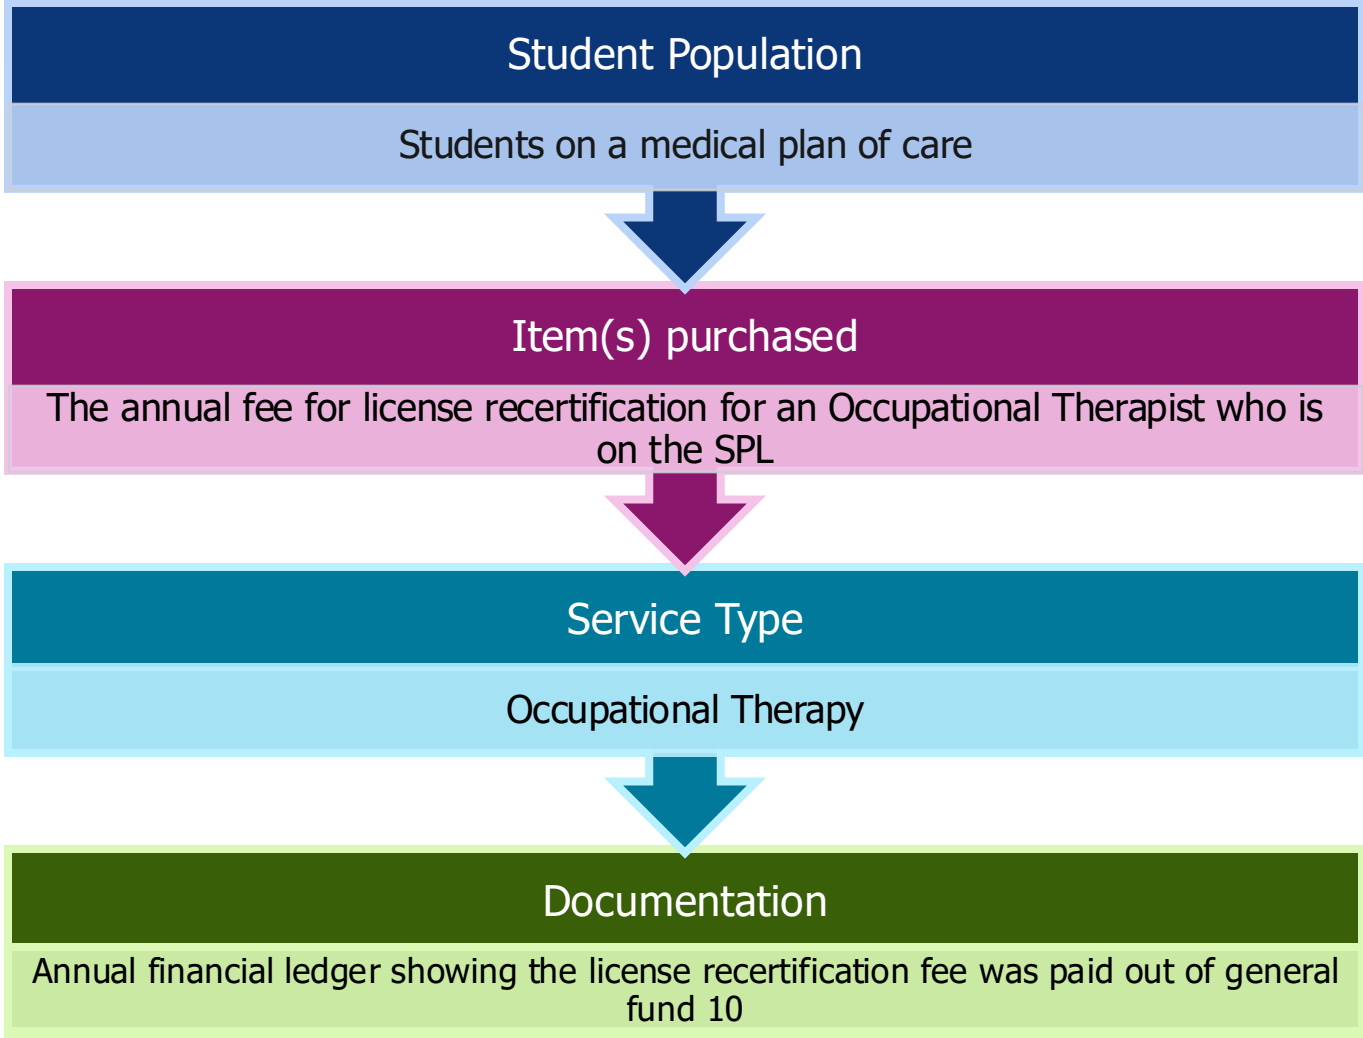 Student Population
Students on a medical plan of care
Item(s) purchased
The annual fee for license recertification for an Occupational Therapist who is
on the SPL
Service Type
Occupational Therapy
Documentation
Annual financial ledger showing the license recertification fee was paid out of general
fund 10